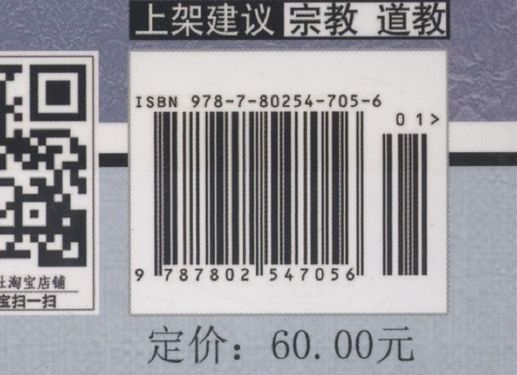 上架建议 宗教 道教
ISBN 978-7-80254-705-6
01>
9 787802 547056
淘宝店铺
宝扫一扫
定价：60.00元